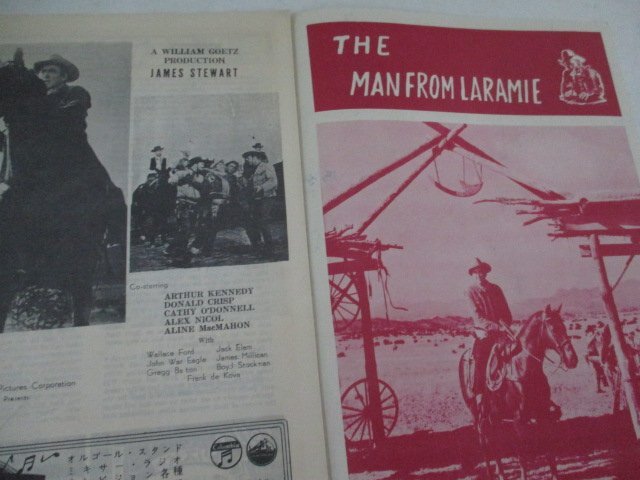 A WILLIAM GOETZ
PRODUCTION
JAMES STEWART
Co-starring
ARTHUR KENNEDY
DONALD CRISP
CATHY O'DONNELL
ALEX NICOL
ALINE MacMAHON
With
Wallace Ford Jack Elam
John War Eagle James Millican
Gregg Barton Boyd Stockman
Frank de Kova
Pictures Corporation
Presents
オルゴール・スタンド
ミキサー・ラジオ
各種
THE
MAN FROM LARAMIE